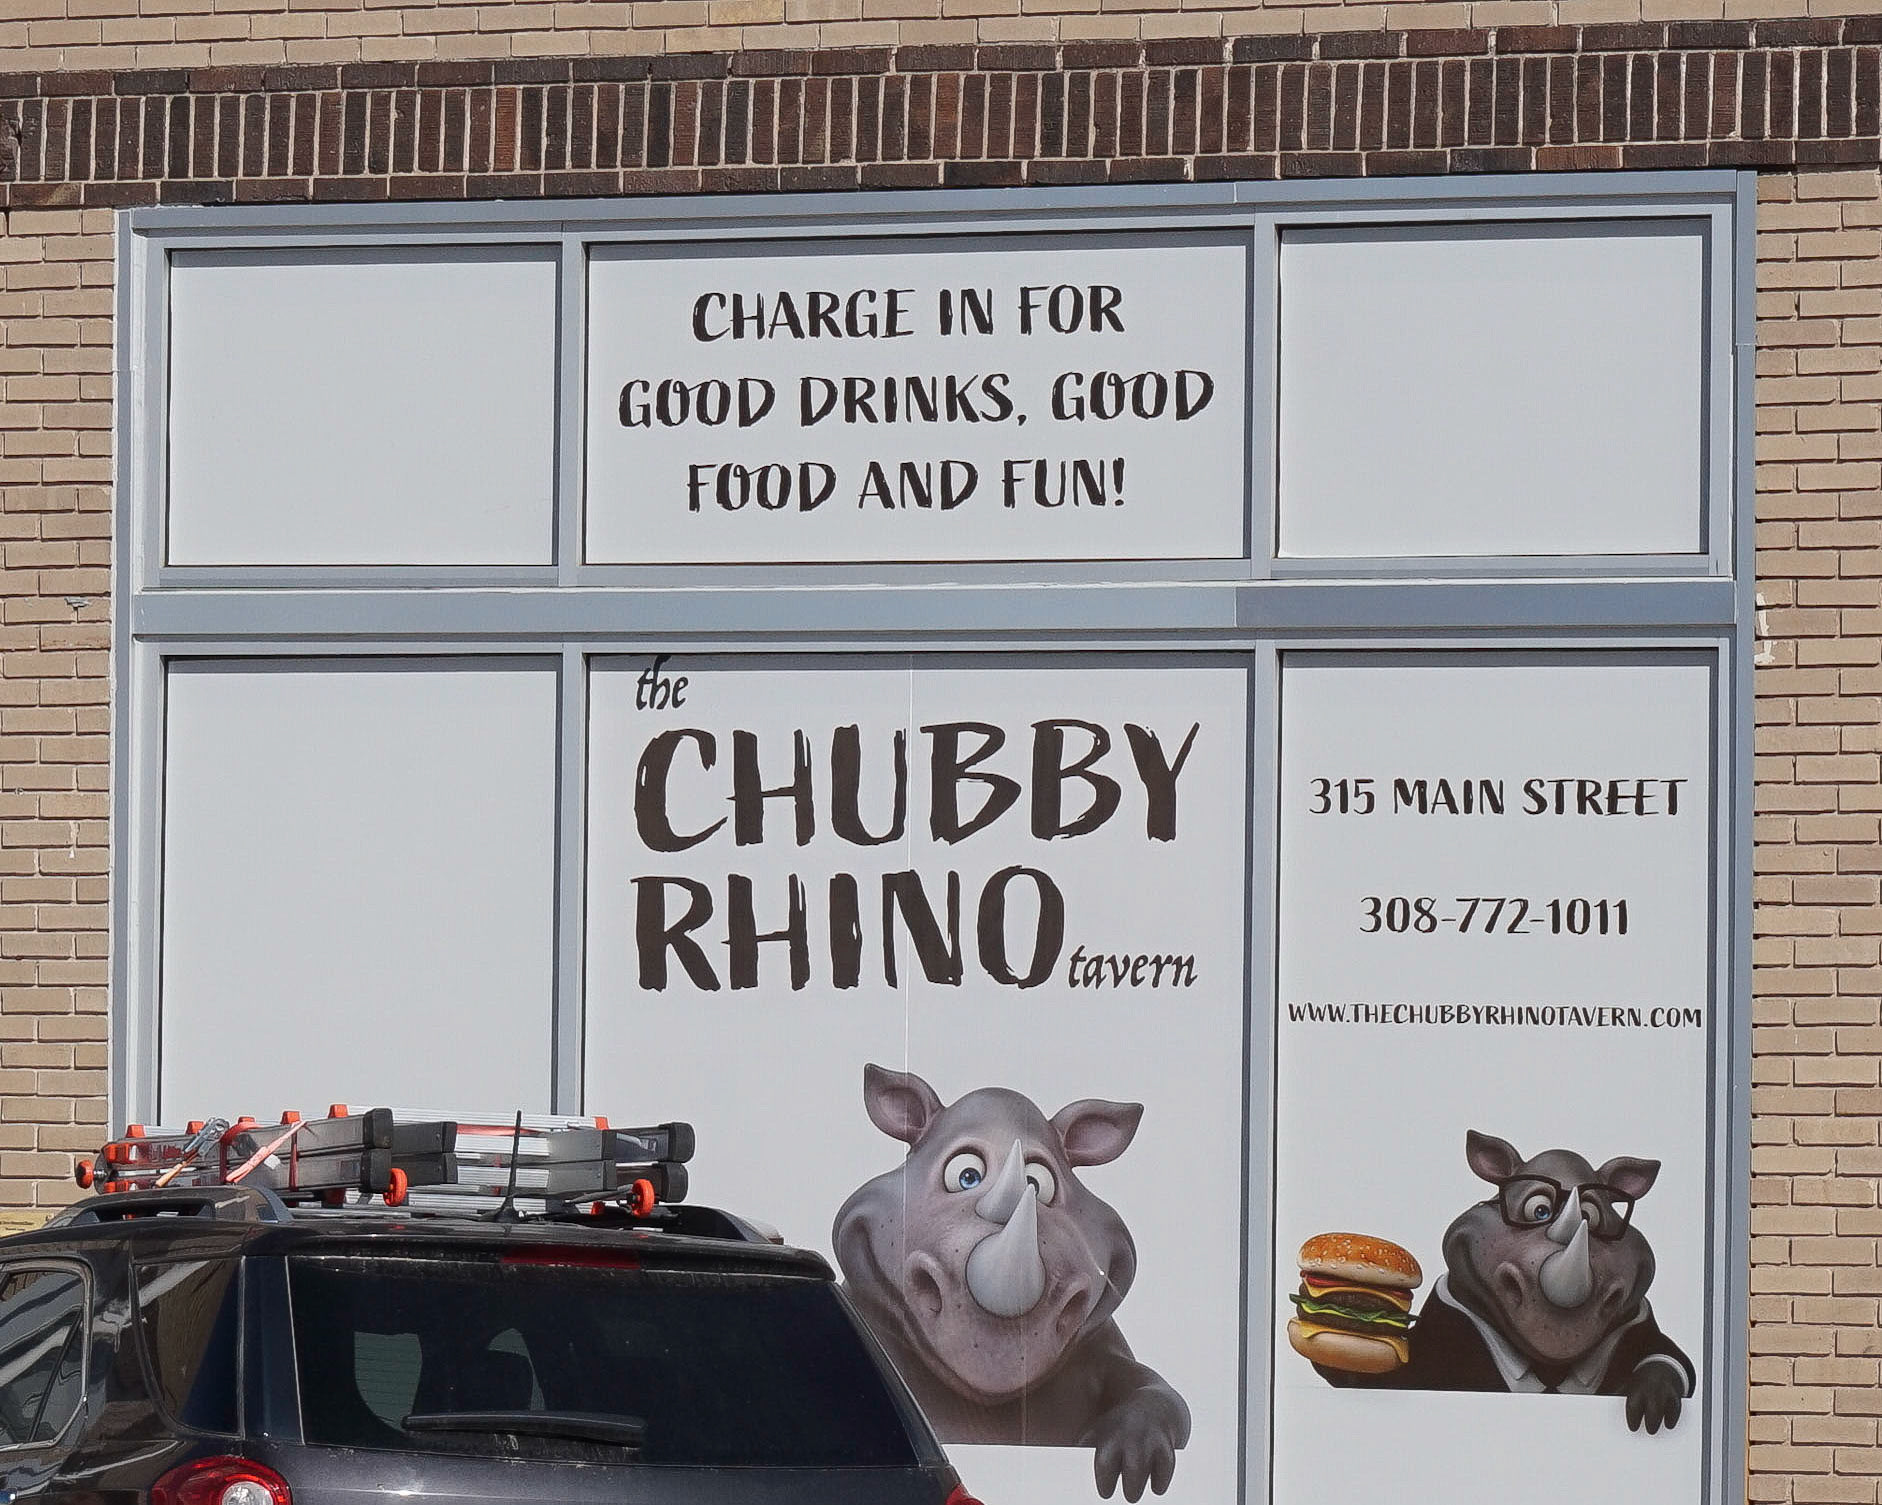 CHARGE IN FOR
GOOD DRINKS, GOOD
FOOD AND FUN!
the
CHUBBY
RHINO tavern
315 MAIN STREET
308-772-1011
WWW.THECHUBBYRHINOTAVERN.COM